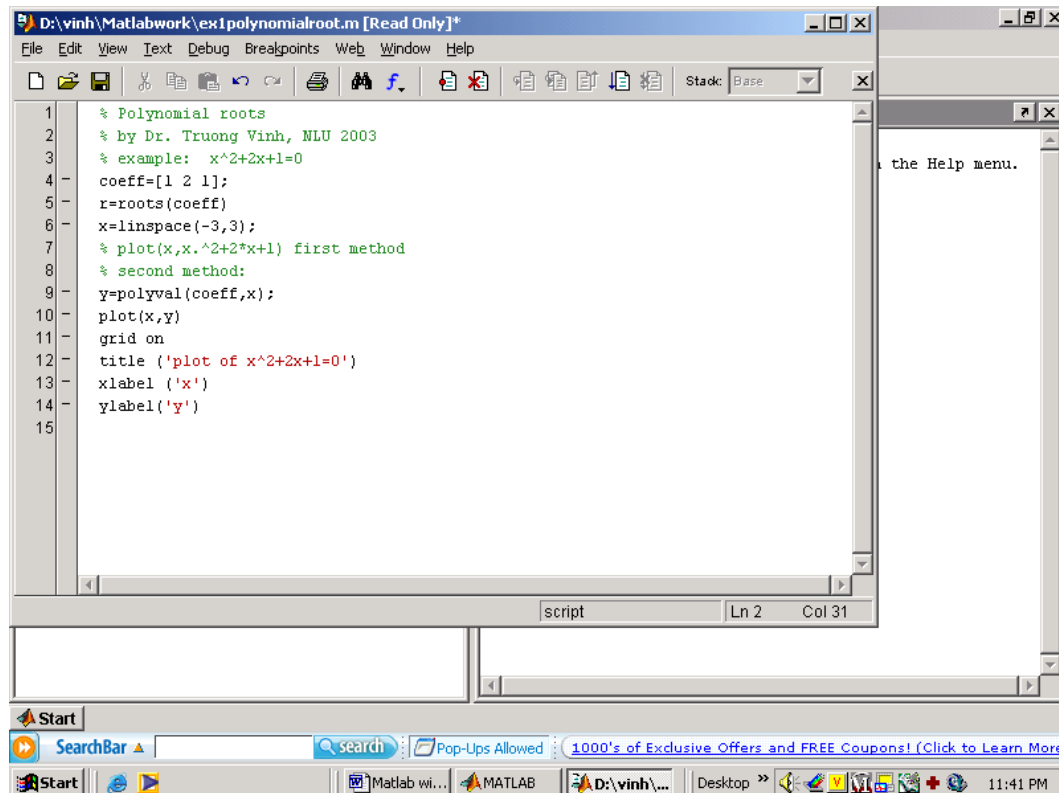 D:\vinh\Matlabwork\ex1polynomialroot.m [Read Only]*
File Edit View Text Debug Breakpoints Web Window Help
Stack: Base
1 % Polynomial roots
2 % by Dr. Truong Vinh, NLU 2003
3 % example:  x^2+2x+1=0
4 - coeff=[1 2 1];
5 - r=roots(coeff)
6 - x=linspace(-3,3);
7 % plot(x,x.^2+2*x+1) first method
8 % second method:
9 - y=polyval(coeff,x);
10 - plot(x,y)
11 - grid on
12 - title ('plot of x^2+2x+1=0')
13 - xlabel ('x')
14 - ylabel('y')
15
the Help menu.
script Ln 2 Col 31
Start
SearchBar search Pop-Ups Allowed 1000's of Exclusive Offers and FREE Coupons! (Click to Learn More
Start Matlab wi... MATLAB D:\vinh\... Desktop » 11:41 PM